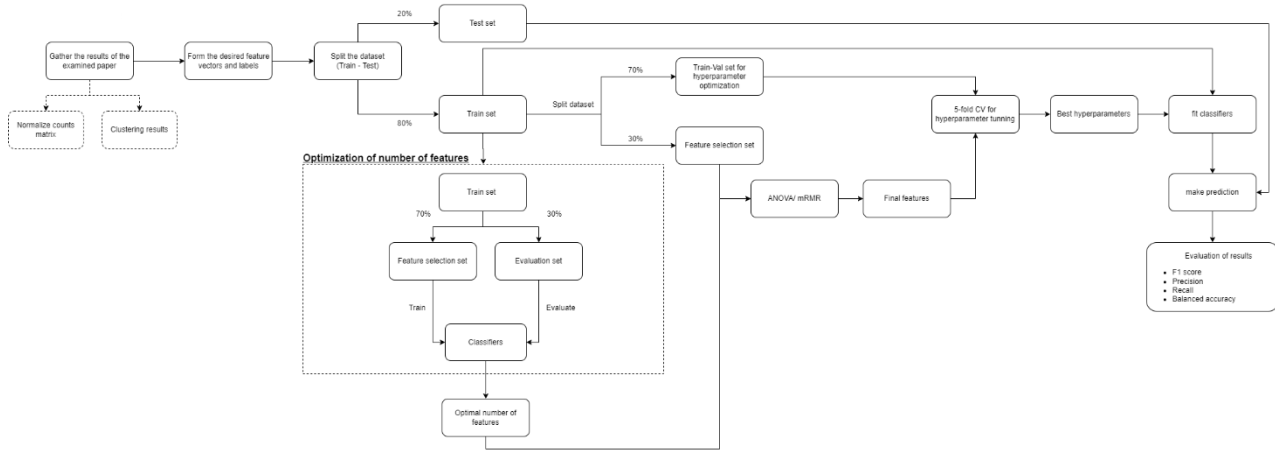 20%
Test set
Gather the results of the
examined paper
Form the desired feature
vectors and labels
Split the dataset
(Train - Test)
80%
Train set
Split dataset
70%
Train-Val set for
hyperparameter
optimization
30%
Feature selection set
5-fold CV for
hyperparameter tunning
Best hyperparameters
fit classifiers
Normalize counts
matrix
Clustering results
Optimization of number of features
Train set
70%
30%
Feature selection set
Evaluation set
Train
Evaluate
Classifiers
Optimal number of
features
ANOVA/ mRMR
Final features
make prediction
Evaluation of results
• F1 score
• Precision
• Recall
• Balanced accuracy